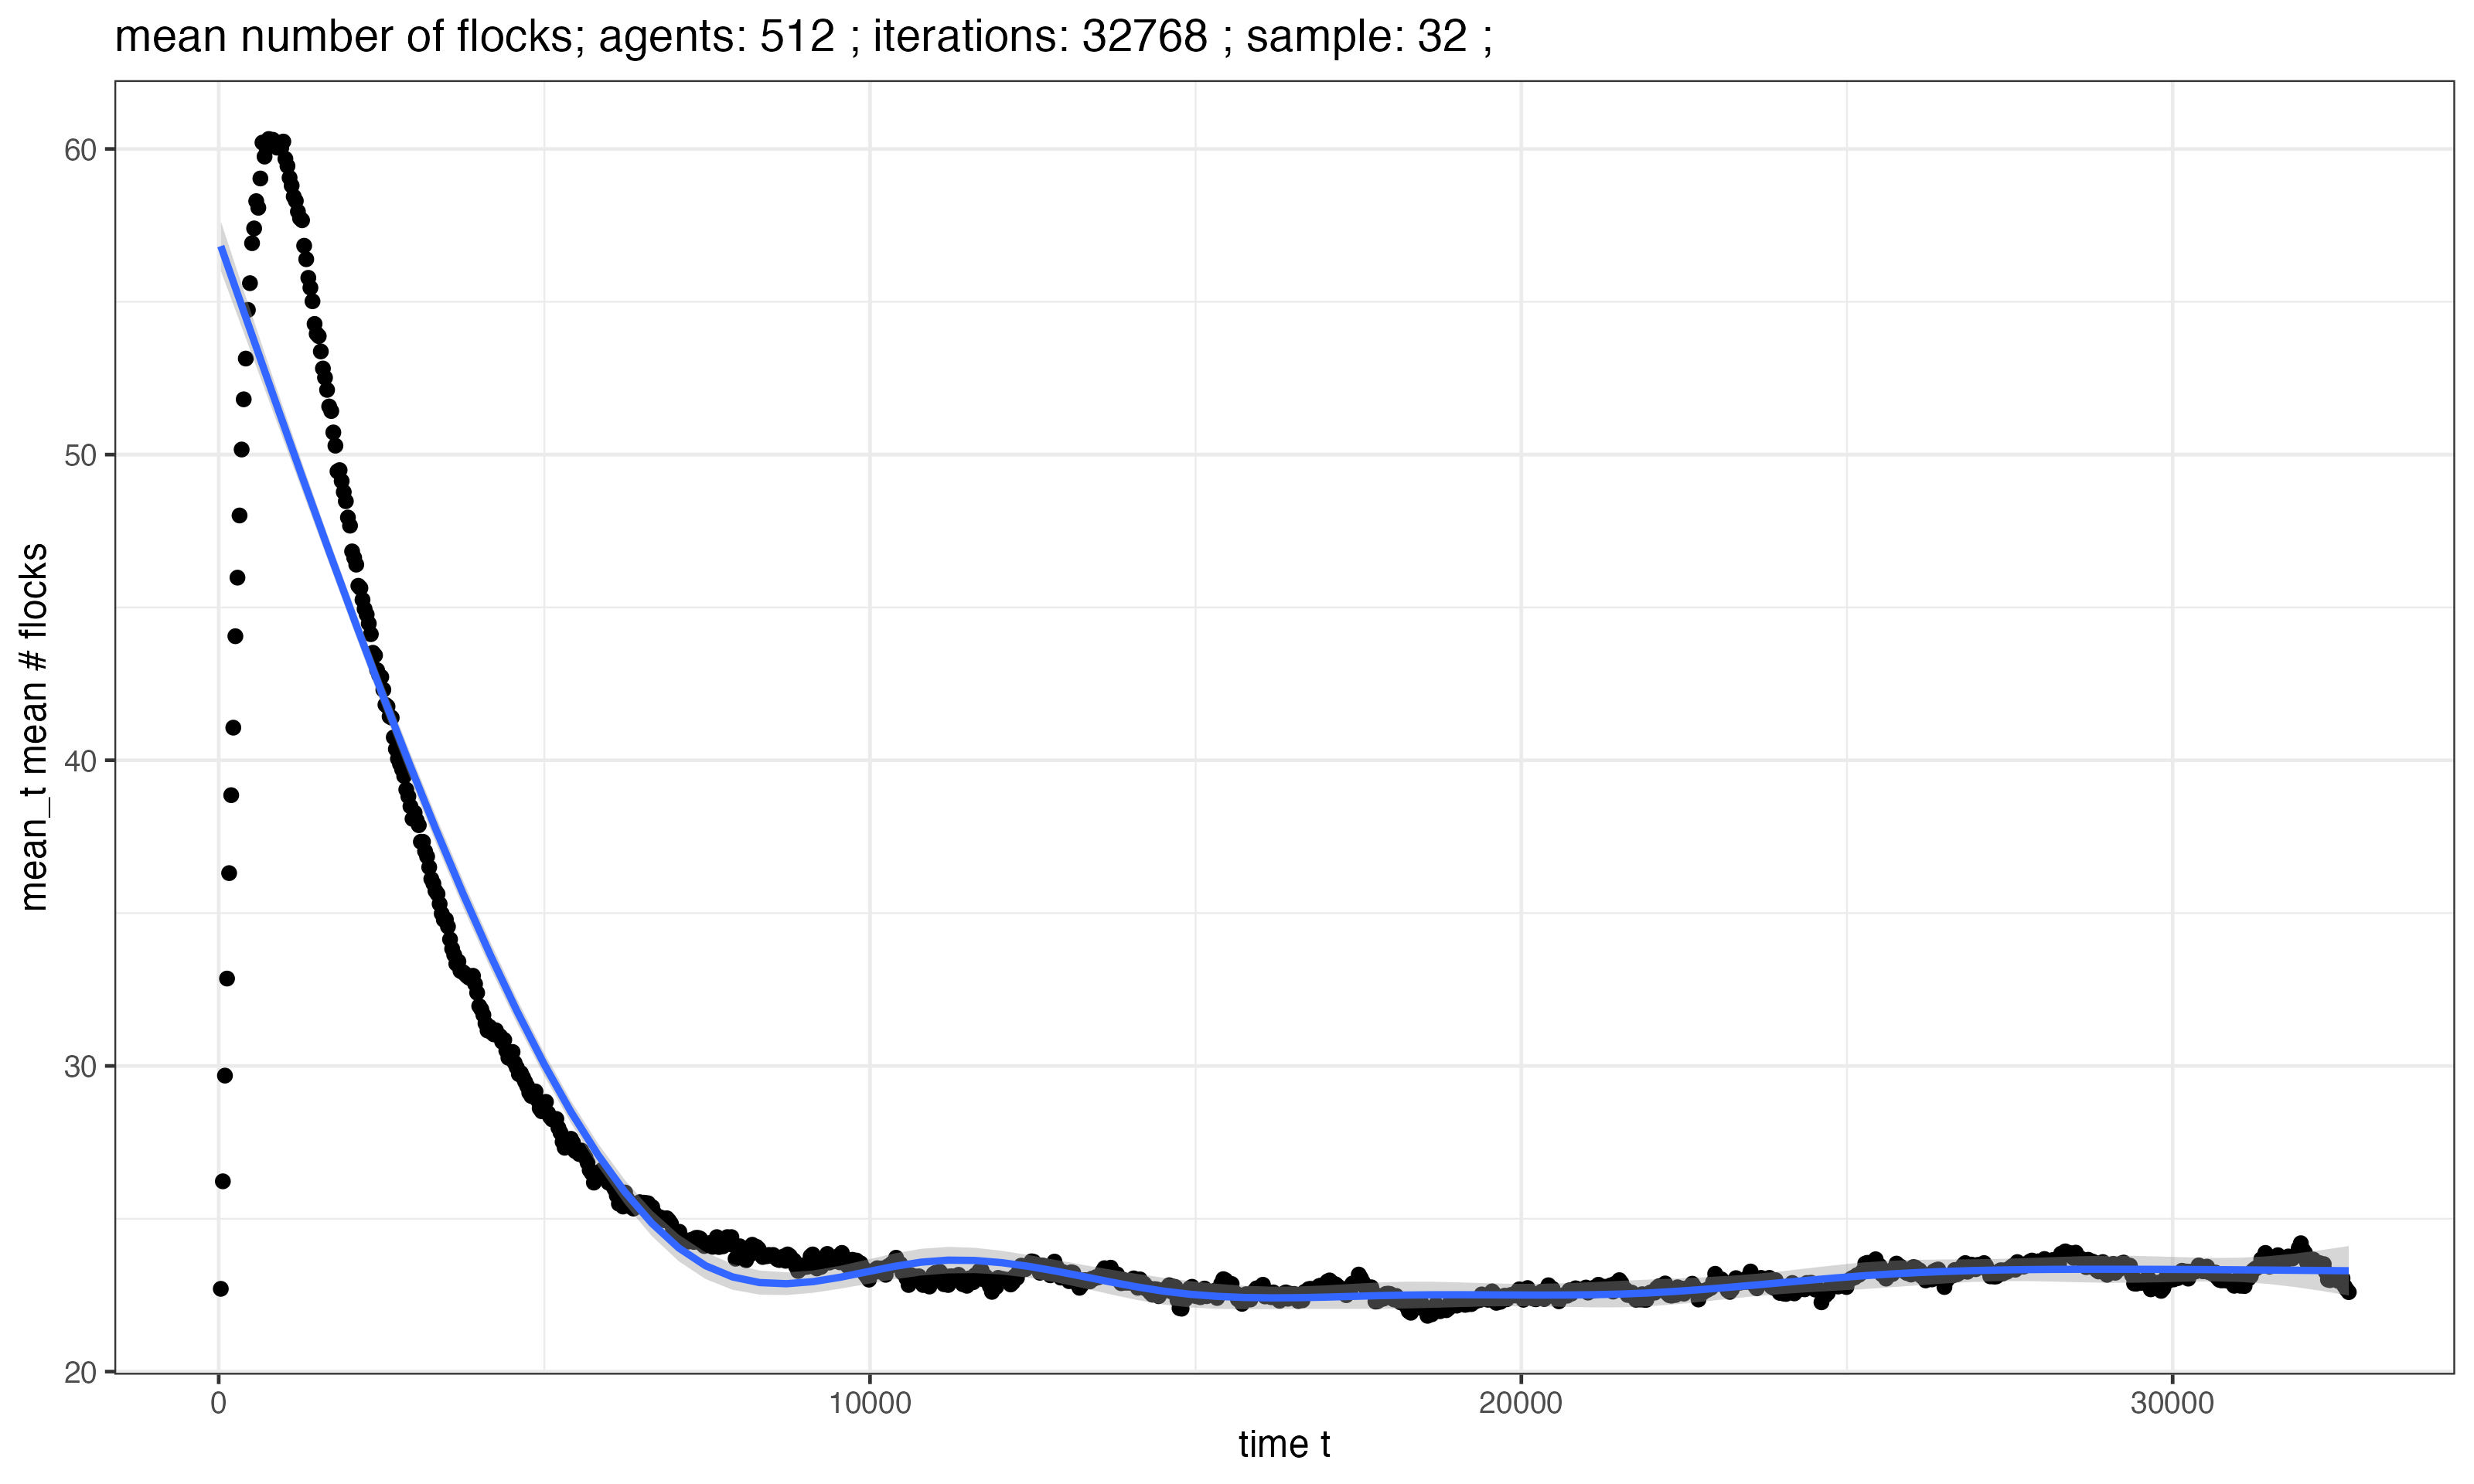 mean number of flocks; agents: 512 ; iterations: 32768 ; sample: 32 ;
mean_t mean # flocks
60
50
40
30
20
0 10000 20000 30000
time t